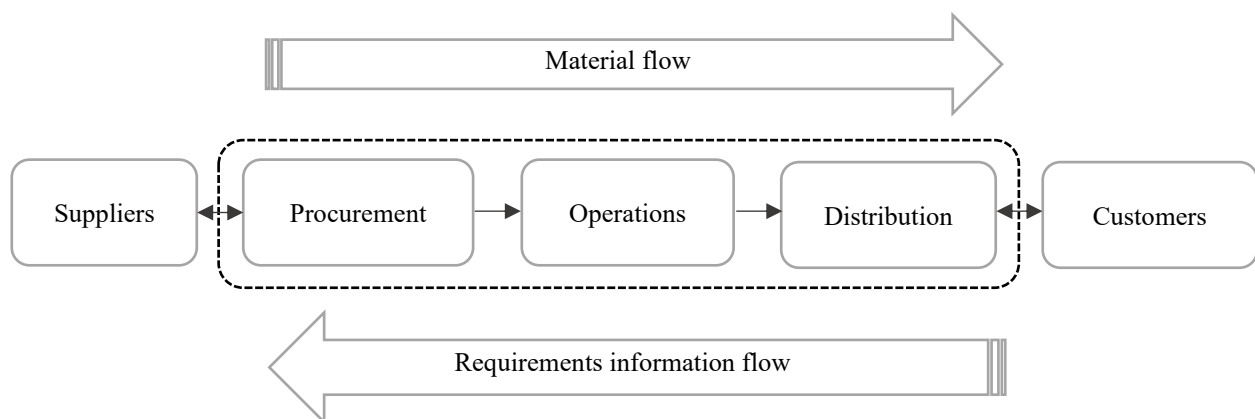 Material flow
Suppliers
Procurement
Operations
Distribution
Customers
Requirements information flow